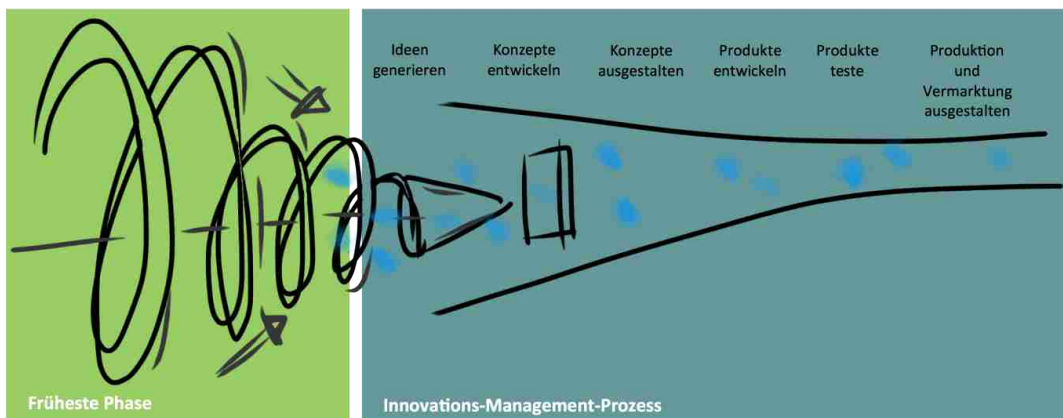 Ideen
generieren
Konzepte
entwickeln
Konzepte
ausgestalten
Produkte
entwickeln
Produkte
teste
Produktion
und
Vermarktung
ausgestalten
Früheste Phase
Innovations-Management-Prozess